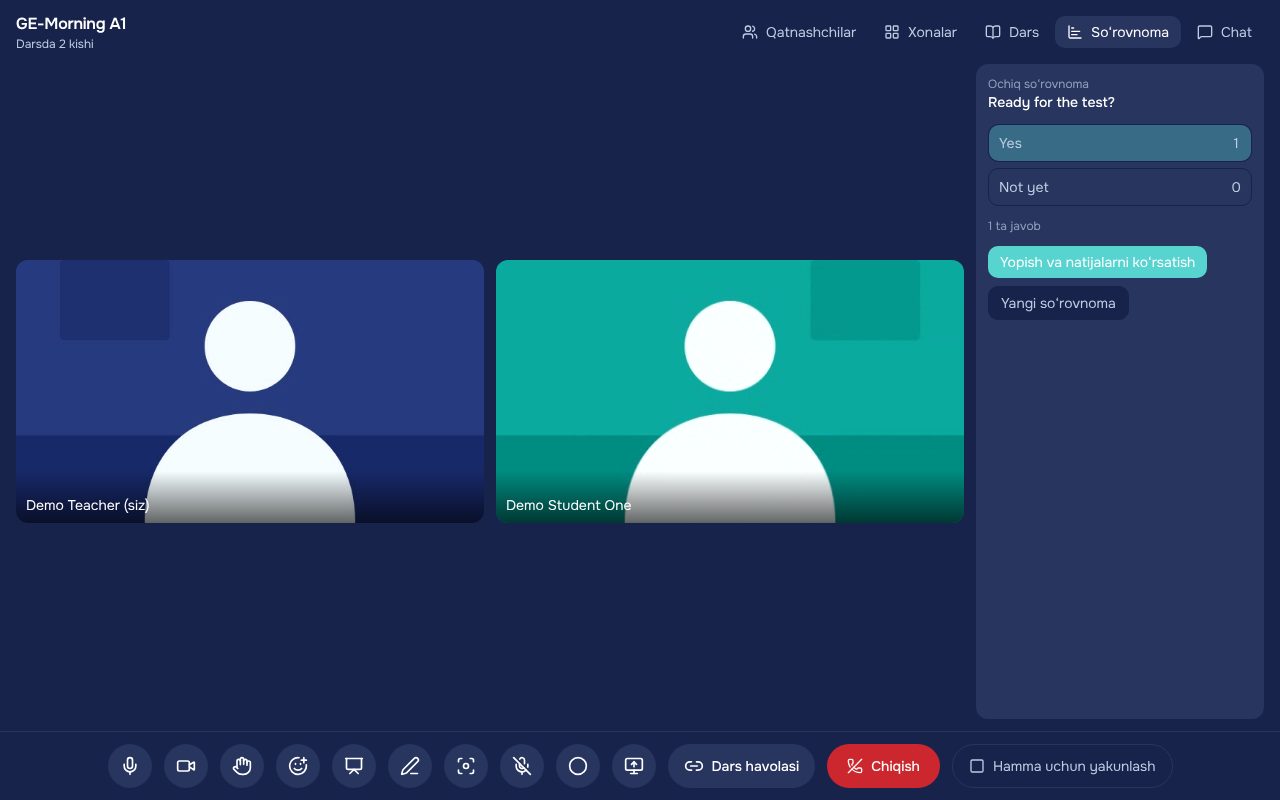 GE-Morning A1
Darsda 2 kishi
Qatnashchilar
Xonalar
Dars
So‘rovnoma
Chat
Ochiq so‘rovnoma
Ready for the test?
Yes 1
Not yet 0
1 ta javob
Yopish va natijalarni ko‘rsatish
Yangi so‘rovnoma
Demo Teacher (siz)
Demo Student One
Dars havolasi
Chiqish
Hamma uchun yakunlash